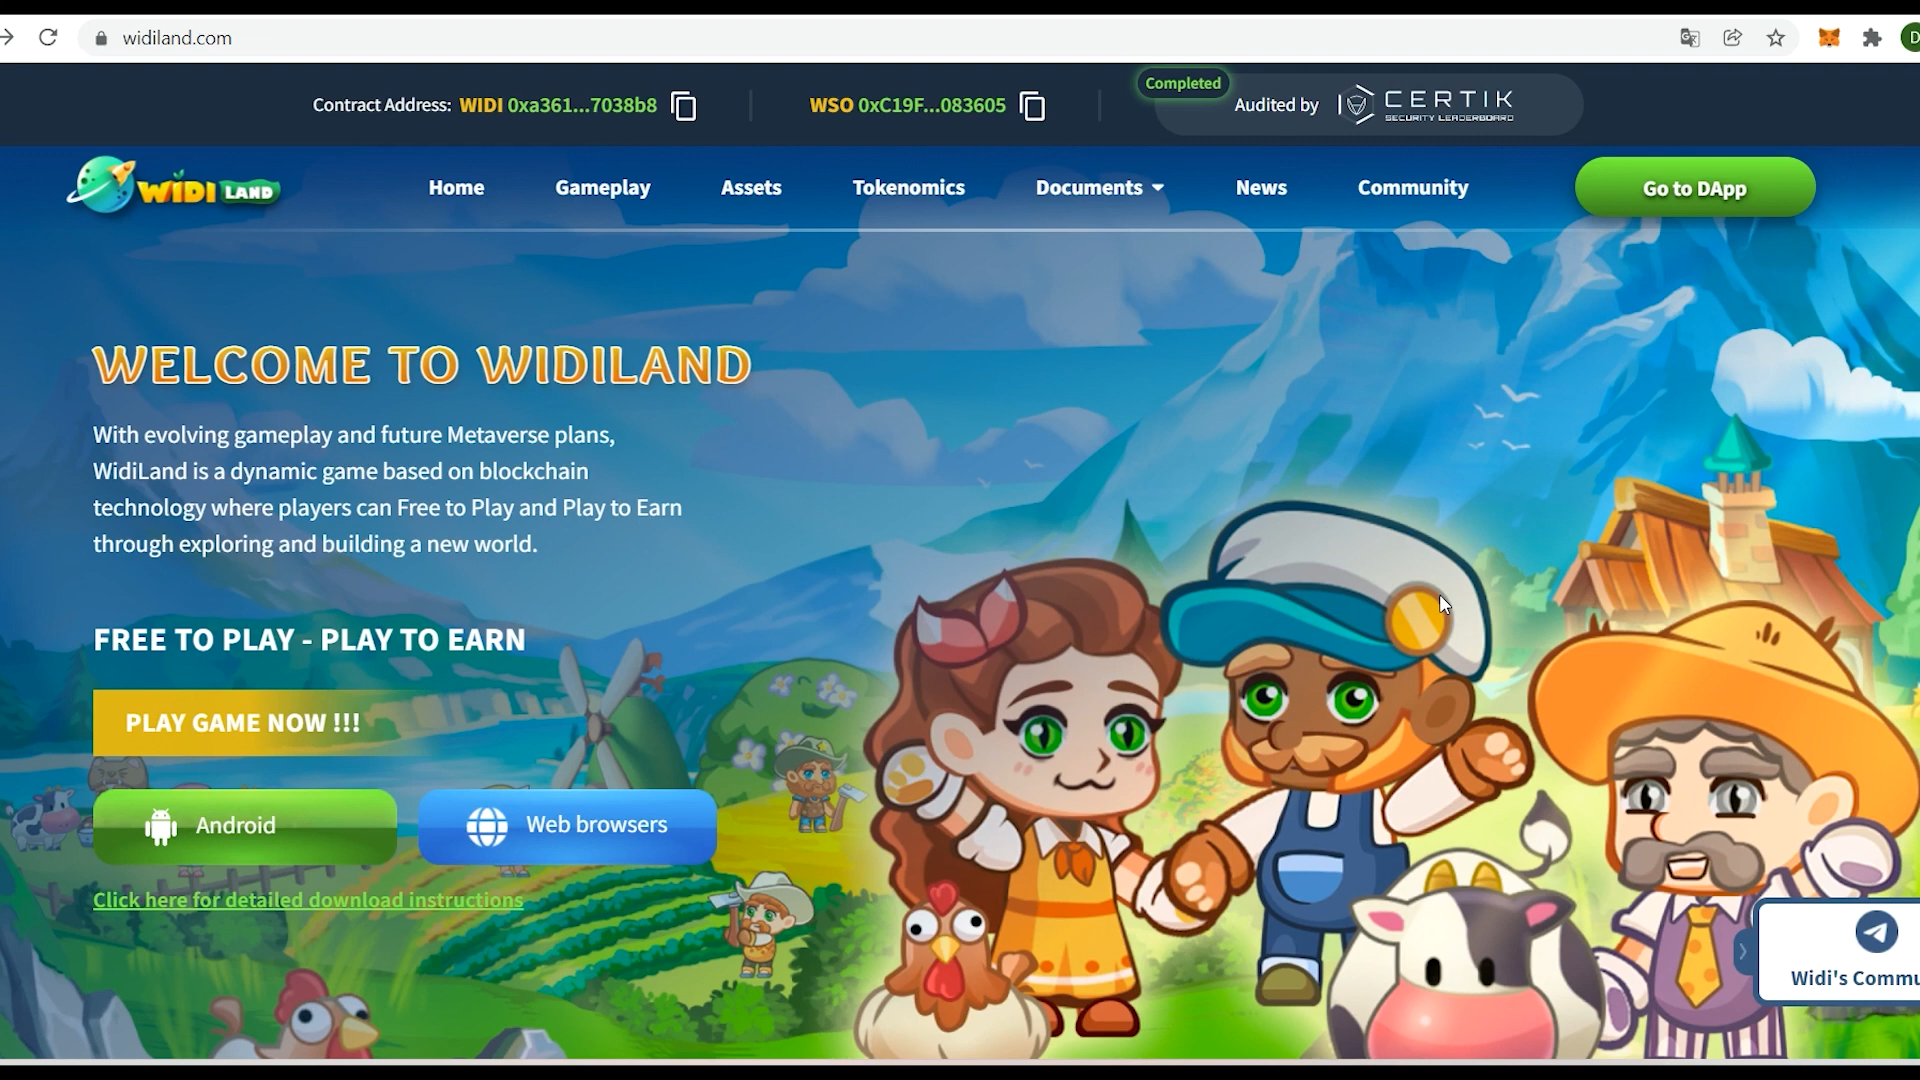 widiland.com
D
Contract Address: WIDI 0xa361...7038b8
WSO 0xC19F...083605
Completed
Audited by
CERTIK
SECURITY LEADERBOARD
WIDI LAND
Home
Gameplay
Assets
Tokenomics
Documents
News
Community
Go to DApp
WELCOME TO WIDILAND
With evolving gameplay and future Metaverse plans,
WidiLand is a dynamic game based on blockchain
technology where players can Free to Play and Play to Earn
through exploring and building a new world.
FREE TO PLAY - PLAY TO EARN
PLAY GAME NOW !!!
Android
Web browsers
Click here for detailed download instructions
Widi's Commu